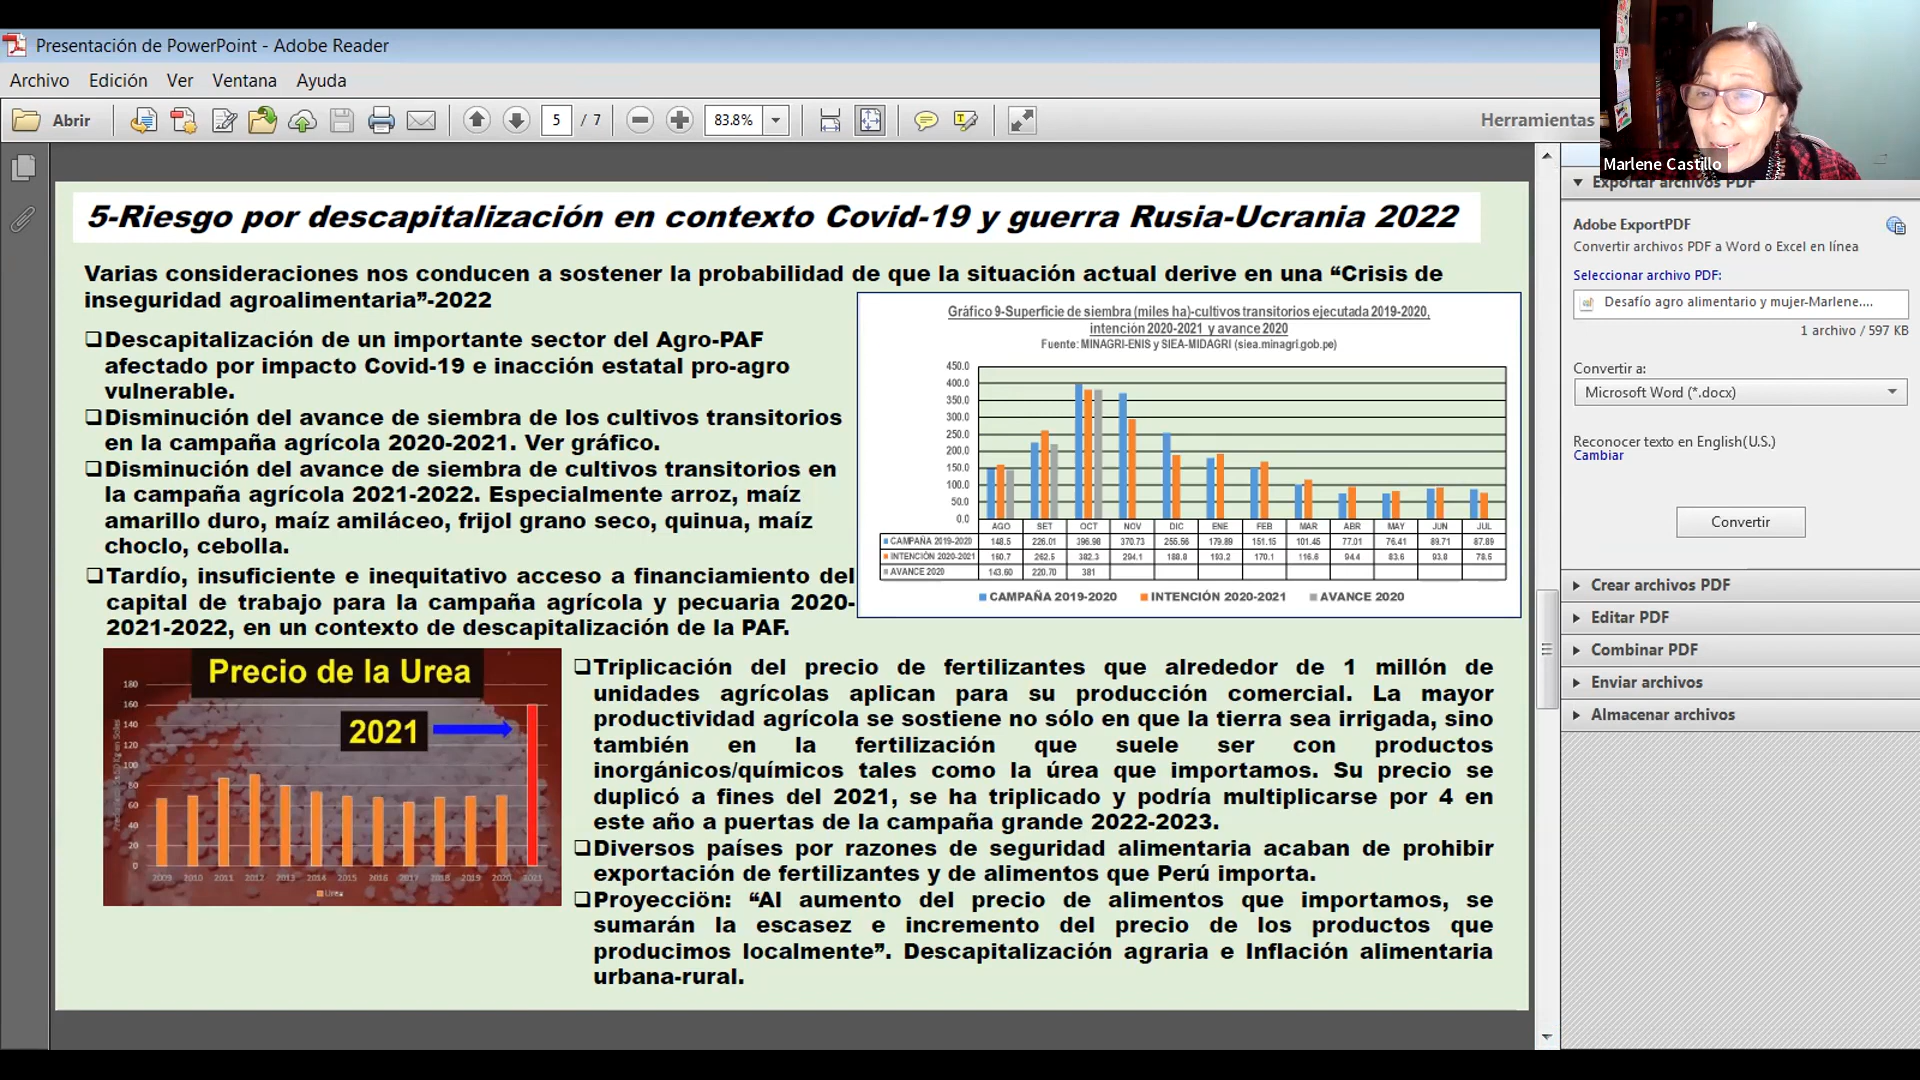 Presentación de PowerPoint - Adobe Reader
Archivo Edición Ver Ventana Ayuda
Abrir
5 / 7
83.8%
Herramientas
Marlene Castillo
5-Riesgo por descapitalización en contexto Covid-19 y guerra Rusia-Ucrania 2022
Varias consideraciones nos conducen a sostener la probabilidad de que la situación actual derive en una “Crisis de
inseguridad agroalimentaria”-2022
❑Descapitalización de un importante sector del Agro-PAF
afectado por impacto Covid-19 e inacción estatal pro-agro
vulnerable.
❑Disminución del avance de siembra de los cultivos transitorios
en la campaña agrícola 2020-2021. Ver gráfico.
❑Disminución del avance de siembra de cultivos transitorios en
la campaña agrícola 2021-2022. Especialmente arroz, maíz
amarillo duro, maíz amiláceo, frijol grano seco, quinua, maíz
choclo, cebolla.
❑Tardío, insuficiente e inequitativo acceso a financiamiento del
capital de trabajo para la campaña agrícola y pecuaria 2020-
2021-2022, en un contexto de descapitalización de la PAF.
Gráfico 9-Superficie de siembra (miles ha)-cultivos transitorios ejecutada 2019-2020,
intención 2020-2021 y avance 2020
Fuente: MINAGRI-ENIS y SIEA-MIDAGRI (siea.minagri.gob.pe)
450.0
400.0
350.0
300.0
250.0
200.0
150.0
100.0
50.0
0.0
AGO SET OCT NOV DIC ENE FEB MAR ABR MAY JUN JUL
CAMPAÑA 2019-2020 148.5 226.01 396.98 370.73 255.56 179.89 151.15 101.45 77.01 76.41 89.71 87.89
INTENCIÓN 2020-2021 160.7 262.5 382.3 294.1 188.8 193.2 170.1 116.6 94.4 83.6 93.8 78.5
AVANCE 2020 143.60 220.70 381
CAMPAÑA 2019-2020 INTENCIÓN 2020-2021 AVANCE 2020
Precio de la Urea
2021
180
160
140
120
100
80
60
40
20
0
2009 2010 2011 2012 2013 2014 2015 2016 2017 2018 2019 2020 2021
Urea
❑Triplicación del precio de fertilizantes que alrededor de 1 millón de
unidades agrícolas aplican para su producción comercial. La mayor
productividad agrícola se sostiene no sólo en que la tierra sea irrigada, sino
también en la fertilización que suele ser con productos
inorgánicos/químicos tales como la úrea que importamos. Su precio se
duplicó a fines del 2021, se ha triplicado y podría multiplicarse por 4 en
este año a puertas de la campaña grande 2022-2023.
❑Diversos países por razones de seguridad alimentaria acaban de prohibir
exportación de fertilizantes y de alimentos que Perú importa.
❑Proyecciön: “Al aumento del precio de alimentos que importamos, se
sumarán la escasez e incremento del precio de los productos que
producimos localmente”. Descapitalización agraria e Inflación alimentaria
urbana-rural.
Exportar archivos PDF
Adobe ExportPDF
Convertir archivos PDF a Word o Excel en línea
Seleccionar archivo PDF:
Desafío agro alimentario y mujer-Marlene....
1 archivo / 597 KB
Convertir a:
Microsoft Word (*.docx)
Reconocer texto en English(U.S.)
Cambiar
Convertir
Crear archivos PDF
Editar PDF
Combinar PDF
Enviar archivos
Almacenar archivos